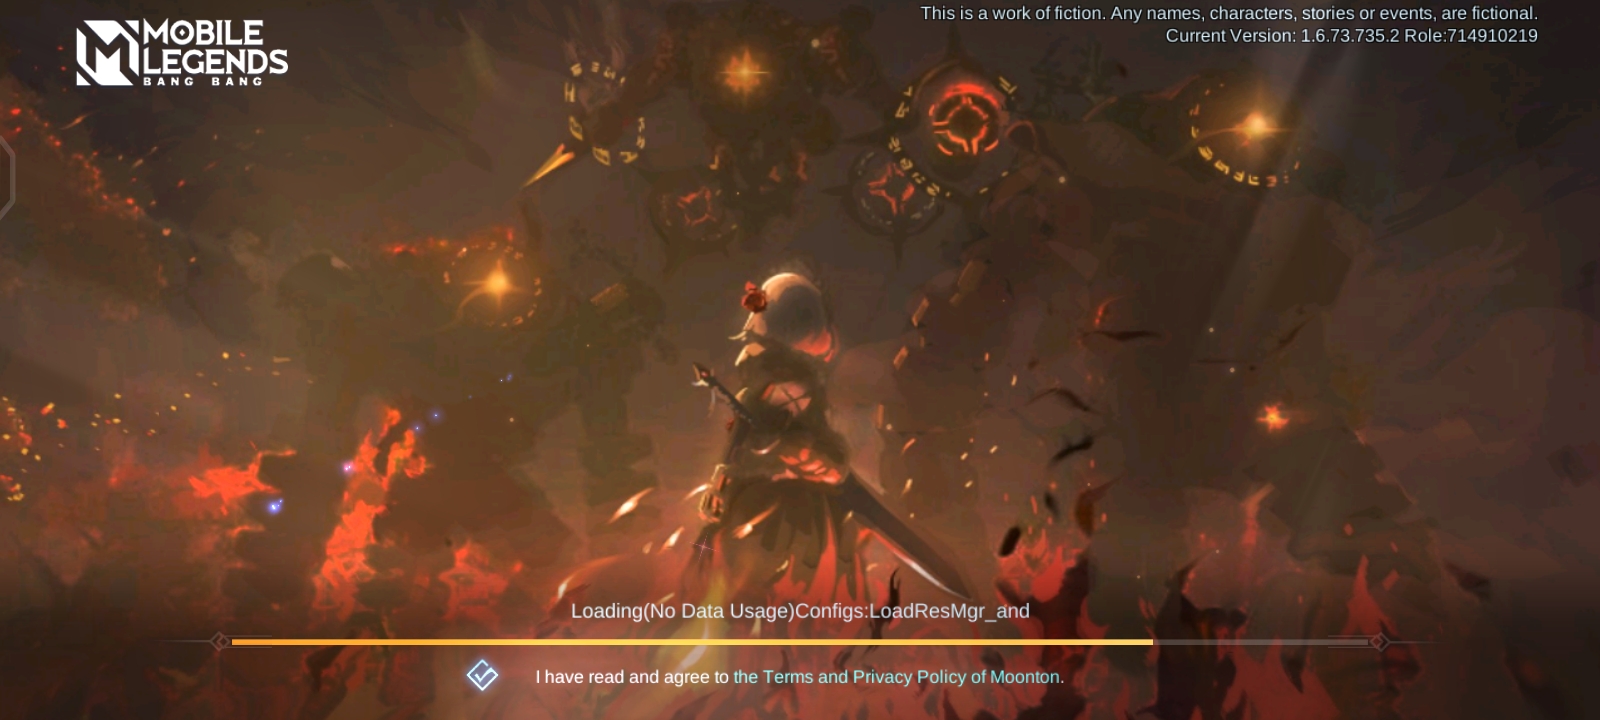 MOBILE
LEGENDS
BANG BANG
This is a work of fiction. Any names, characters, stories or events, are fictional.
Current Version: 1.6.73.735.2 Role:714910219
Loading(No Data Usage)Configs:LoadResMgr_and
I have read and agree to the Terms and Privacy Policy of Moonton.